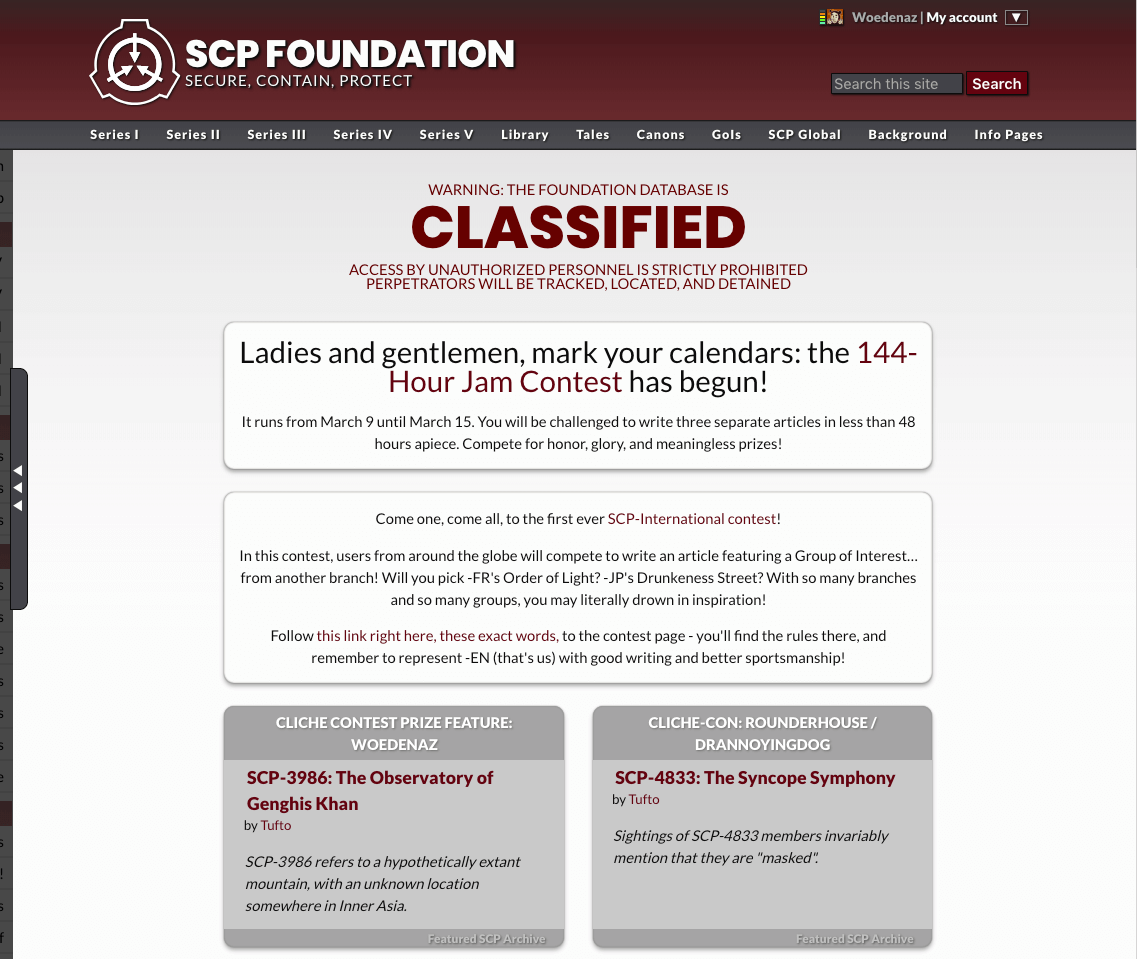 Woedenaz | My account ▼
SCP FOUNDATION
SECURE, CONTAIN, PROTECT
Search this site Search
Series I Series II Series III Series IV Series V Library Tales Canons GoIs SCP Global Background Info Pages
WARNING: THE FOUNDATION DATABASE IS
CLASSIFIED
ACCESS BY UNAUTHORIZED PERSONNEL IS STRICTLY PROHIBITED
PERPETRATORS WILL BE TRACKED, LOCATED, AND DETAINED
Ladies and gentlemen, mark your calendars: the 144-
Hour Jam Contest has begun!
It runs from March 9 until March 15. You will be challenged to write three separate articles in less than 48
hours apiece. Compete for honor, glory, and meaningless prizes!
Come one, come all, to the first ever SCP-International contest!
In this contest, users from around the globe will compete to write an article featuring a Group of Interest...
from another branch! Will you pick -FR's Order of Light? -JP's Drunkeness Street? With so many branches
and so many groups, you may literally drown in inspiration!
Follow this link right here, these exact words, to the contest page - you'll find the rules there, and
remember to represent -EN (that's us) with good writing and better sportsmanship!
CLICHE CONTEST PRIZE FEATURE:
WOEDENAZ
SCP-3986: The Observatory of
Genghis Khan
by Tufto
SCP-3986 refers to a hypothetically extant
mountain, with an unknown location
somewhere in Inner Asia.
Featured SCP Archive
CLICHE-CON: ROUNDERHOUSE /
DRANNOYINGDOG
SCP-4833: The Syncope Symphony
by Tufto
Sightings of SCP-4833 members invariably
mention that they are "masked".
Featured SCP Archive